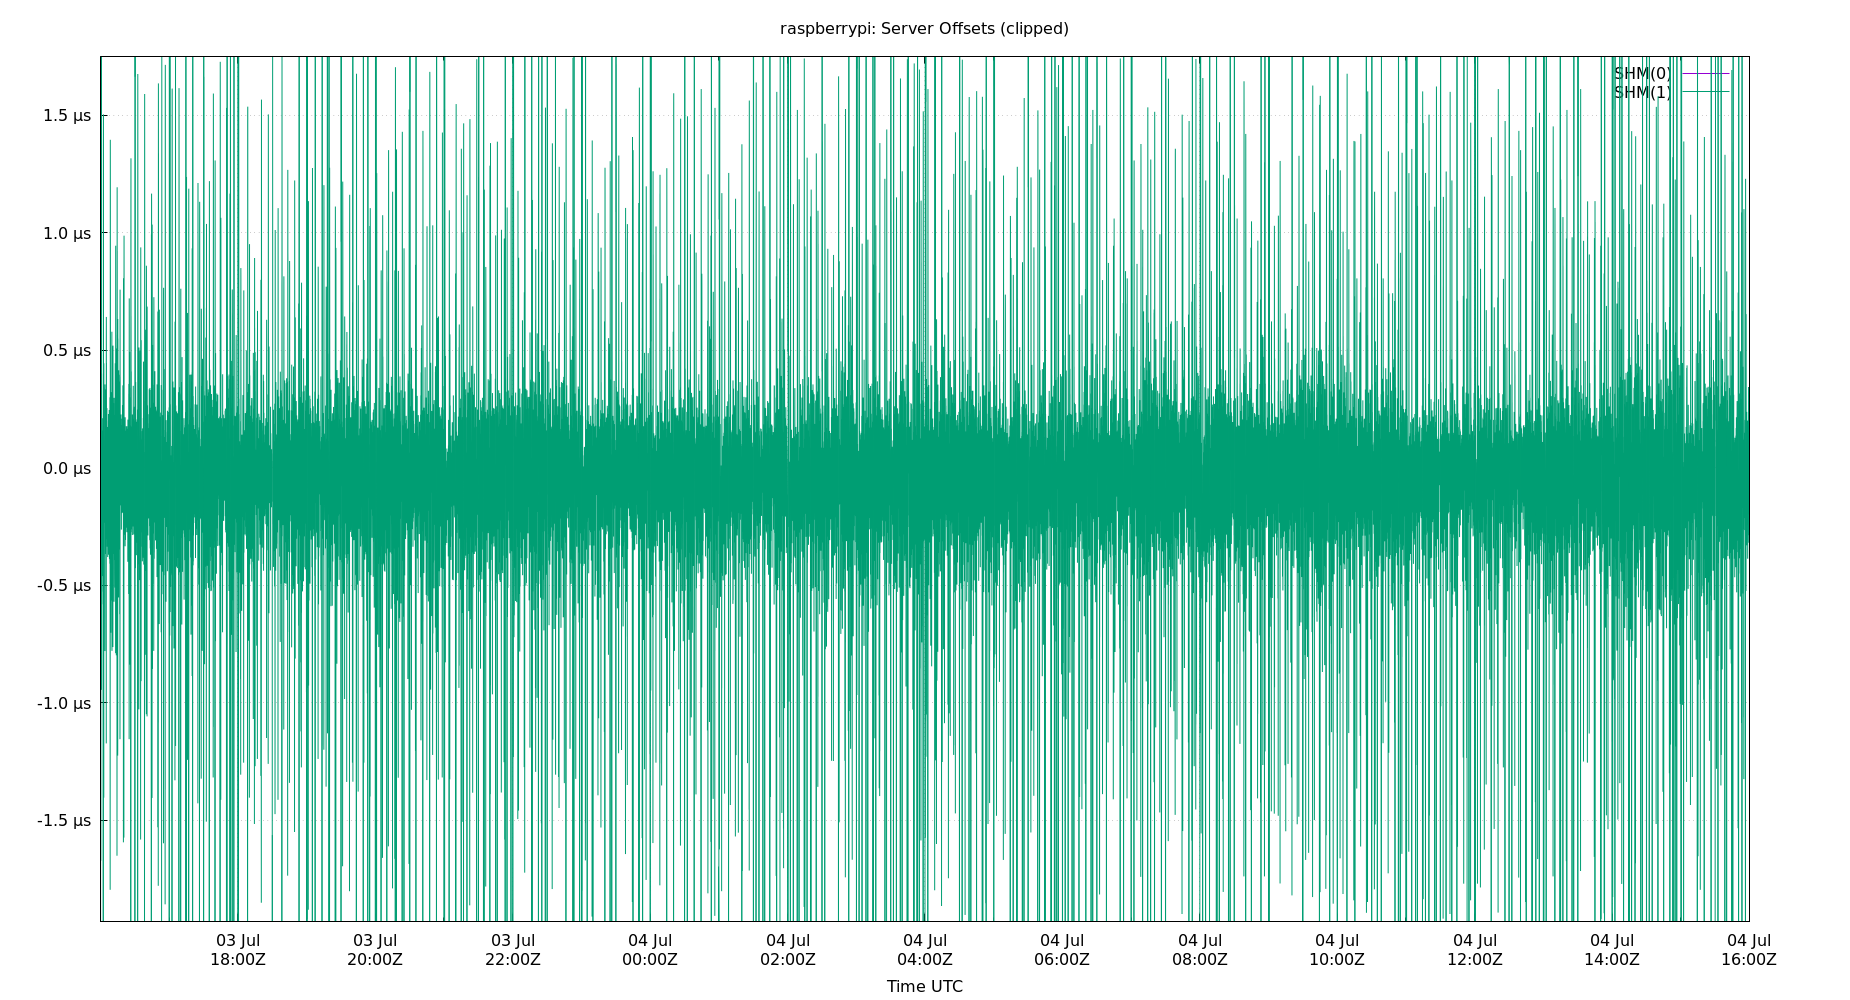 raspberrypi: Server Offsets (clipped)
SHM(0)
SHM(1)
1.5 µs
1.0 µs
0.5 µs
0.0 µs
-0.5 µs
-1.0 µs
-1.5 µs
03 Jul 03 Jul 03 Jul 04 Jul 04 Jul 04 Jul 04 Jul 04 Jul 04 Jul 04 Jul 04 Jul 04 Jul
18:00Z 20:00Z 22:00Z 00:00Z 02:00Z 04:00Z 06:00Z 08:00Z 10:00Z 12:00Z 14:00Z 16:00Z
Time UTC